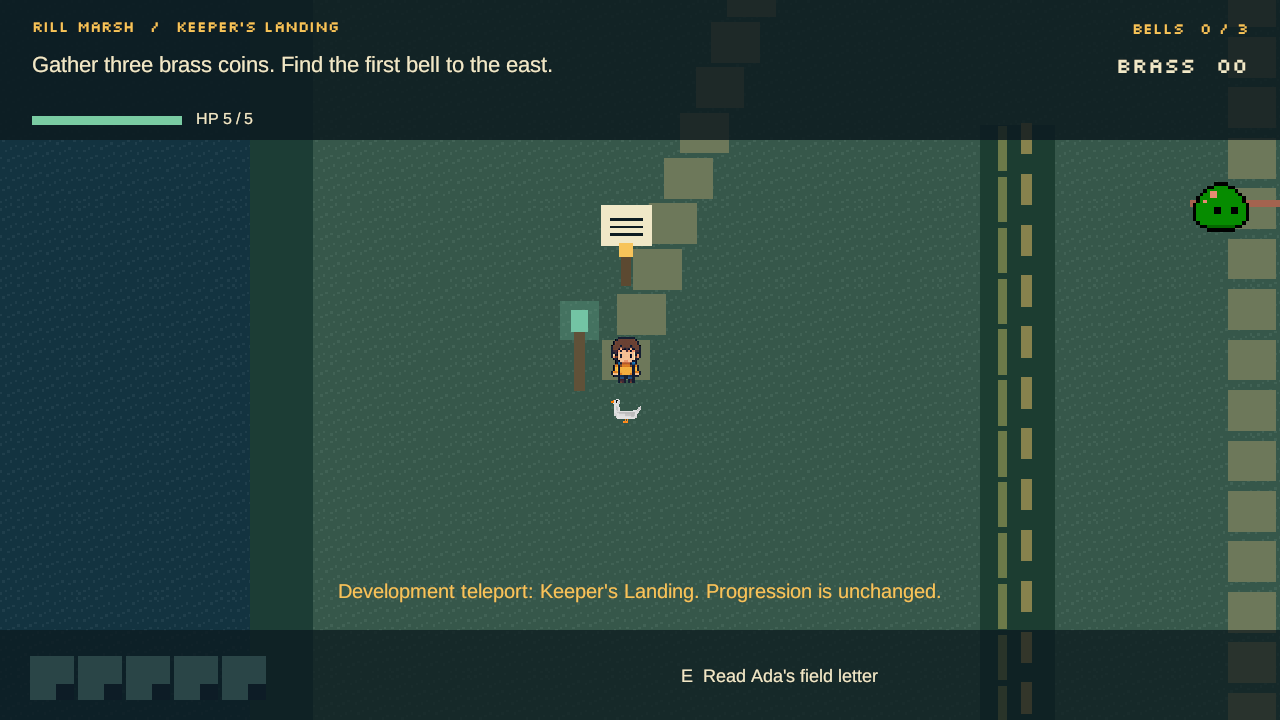 RILL MARSH / KEEPER'S LANDING
BELLS 0 / 3
Gather three brass coins. Find the first bell to the east.
BRASS 00
HP 5 / 5
Development teleport: Keeper's Landing. Progression is unchanged.
E Read Ada's field letter